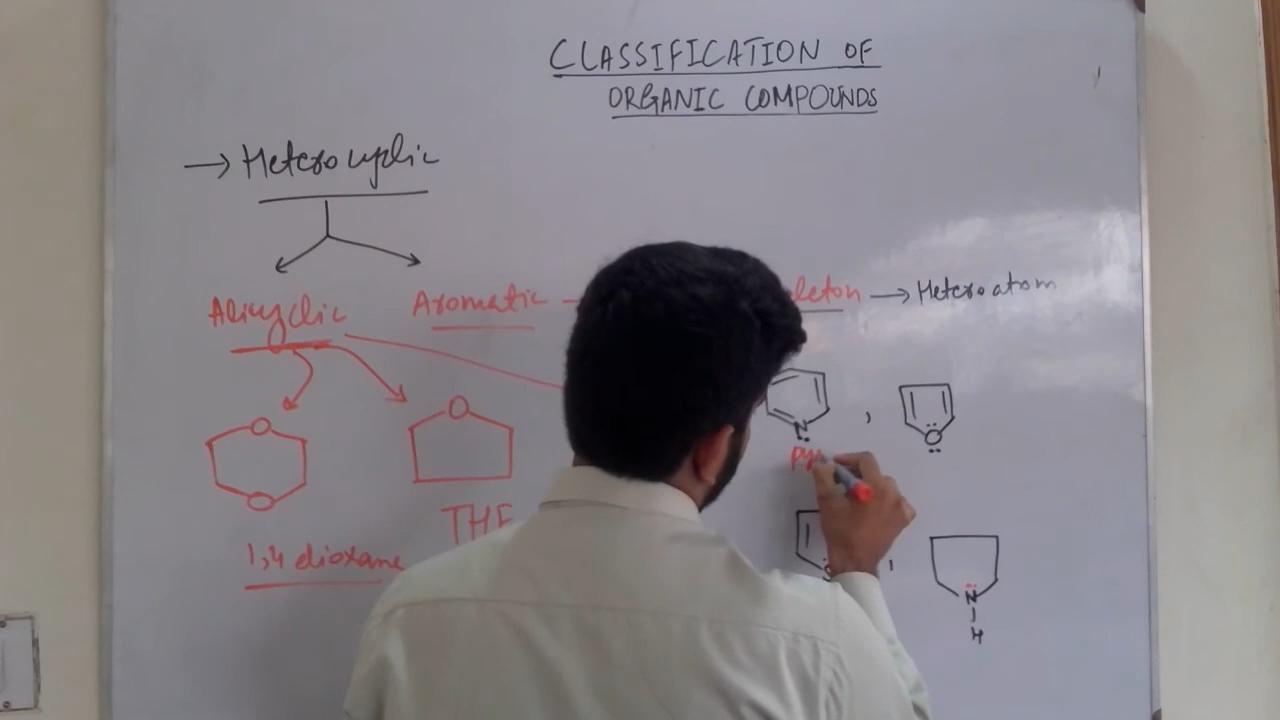 CLASSIFICATION OF
ORGANIC COMPOUNDS
→ Heterocyclic
Alicyclic Aromatic → Heteroatom
O O
N O
O
THF
1,4 dioxane
N
H